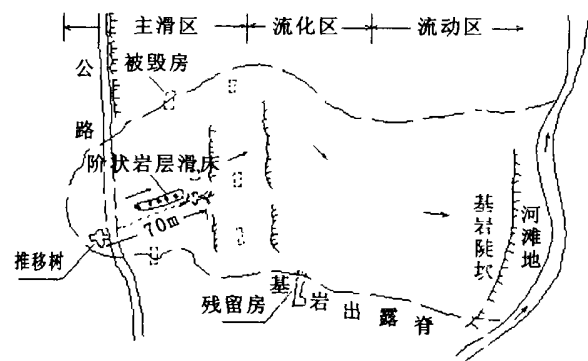 主滑区
流化区
流动区
公路
被毁房
阶状岩层滑床
70m
推移树
残留房
基岩出露脊
基岩陡坎
河滩地